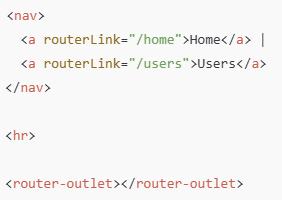 <nav>
  <a routerLink="/home">Home</a> |
  <a routerLink="/users">Users</a>
</nav>

<hr>

<router-outlet></router-outlet>